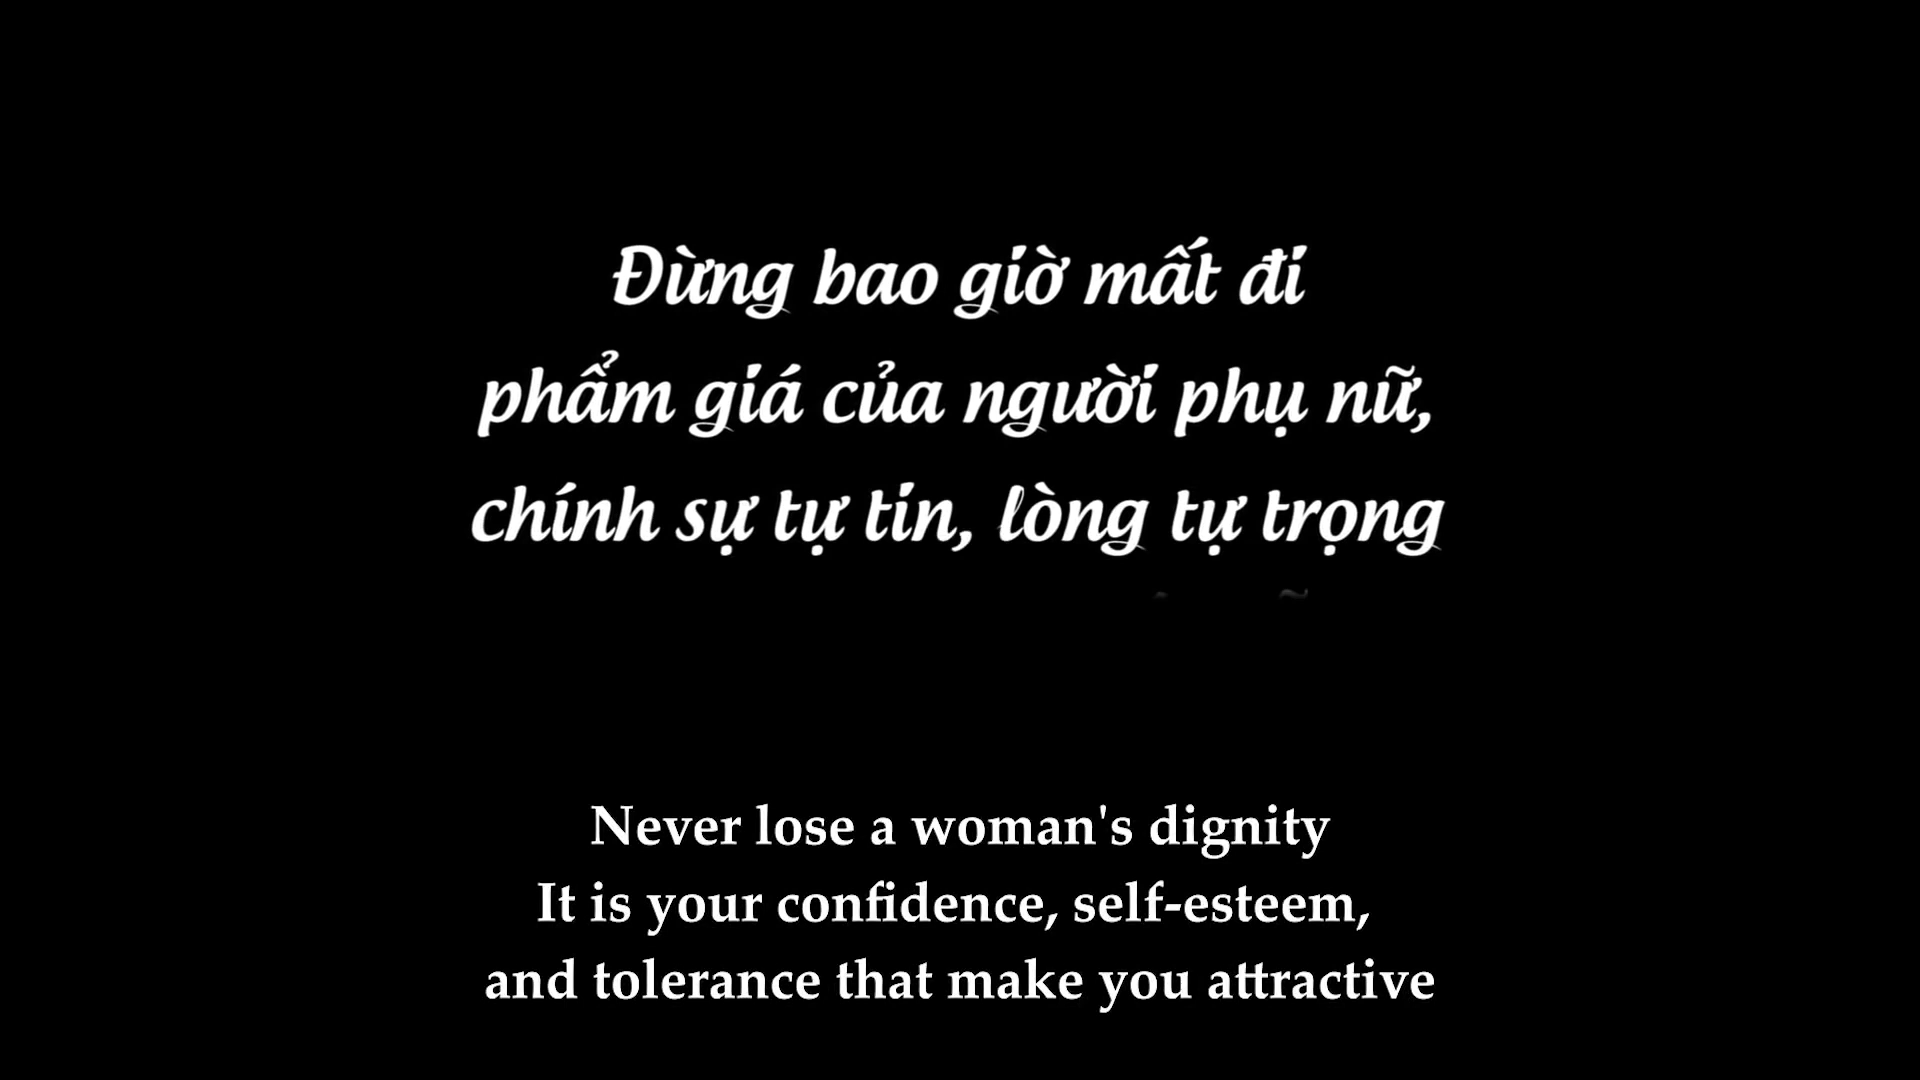 Đừng bao giờ mất đi
phẩm giá của người phụ nữ,
chính sự tự tin, lòng tự trọng
Never lose a woman's dignity
It is your confidence, self-esteem,
and tolerance that make you attractive